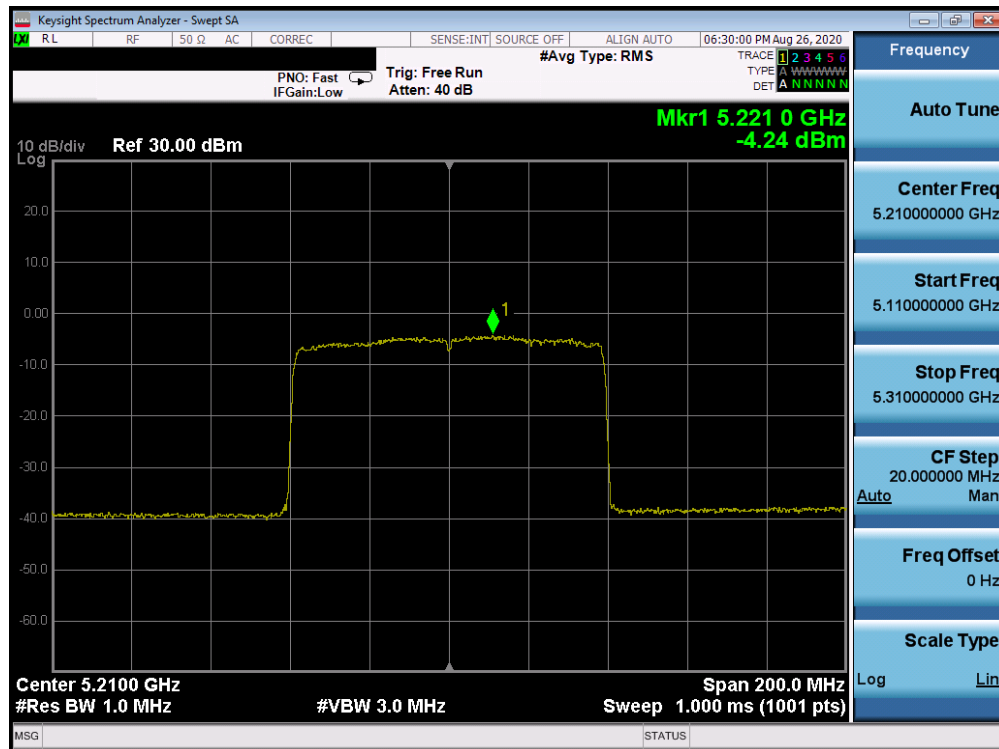 Keysight Spectrum Analyzer - Swept SA
LXI RL RF 50 Ω AC CORREC SENSE:INT SOURCE OFF ALIGN AUTO 06:30:00 PM Aug 26, 2020
#Avg Type: RMS
TRACE 1 2 3 4 5 6
TYPE A WWWWW
DET A N N N N N
PNO: Fast Trig: Free Run
IFGain:Low Atten: 40 dB
Mkr1 5.221 0 GHz
-4.24 dBm
10 dB/div Ref 30.00 dBm
Log
20.0
10.0
0.00
-10.0
-20.0
-30.0
-40.0
-50.0
-60.0
1
Center 5.2100 GHz Span 200.0 MHz
#Res BW 1.0 MHz #VBW 3.0 MHz Sweep 1.000 ms (1001 pts)
MSG STATUS
Frequency
Auto Tune
Center Freq
5.210000000 GHz
Start Freq
5.110000000 GHz
Stop Freq
5.310000000 GHz
CF Step
20.000000 MHz
Auto Man
Freq Offset
0 Hz
Scale Type
Log Lin